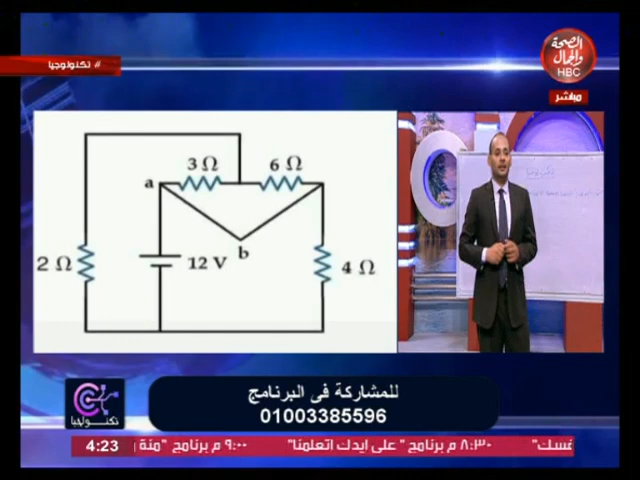 الصحة
والجمال
HBC
مباشر
# تكنولوجيا
3 Ω
6 Ω
a
b
2 Ω
12 V
4 Ω
للمشاركة فى البرنامج
01003385596
تكنولوجيا
4:23
فسك" ٨:٣٠ م برنامج " على ايدك اتعلمنا" ٩:٠٠ م برنامج "منة